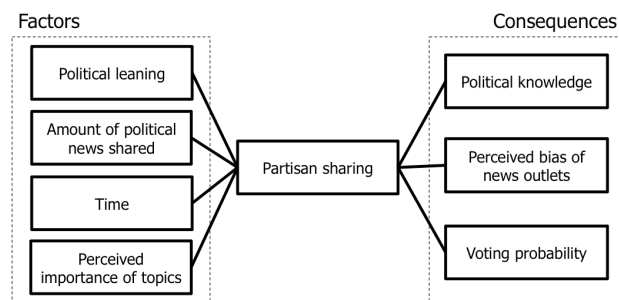 Factors
Consequences
Political leaning
Amount of political
news shared
Time
Perceived
importance of topics
Partisan sharing
Political knowledge
Perceived bias of
news outlets
Voting probability